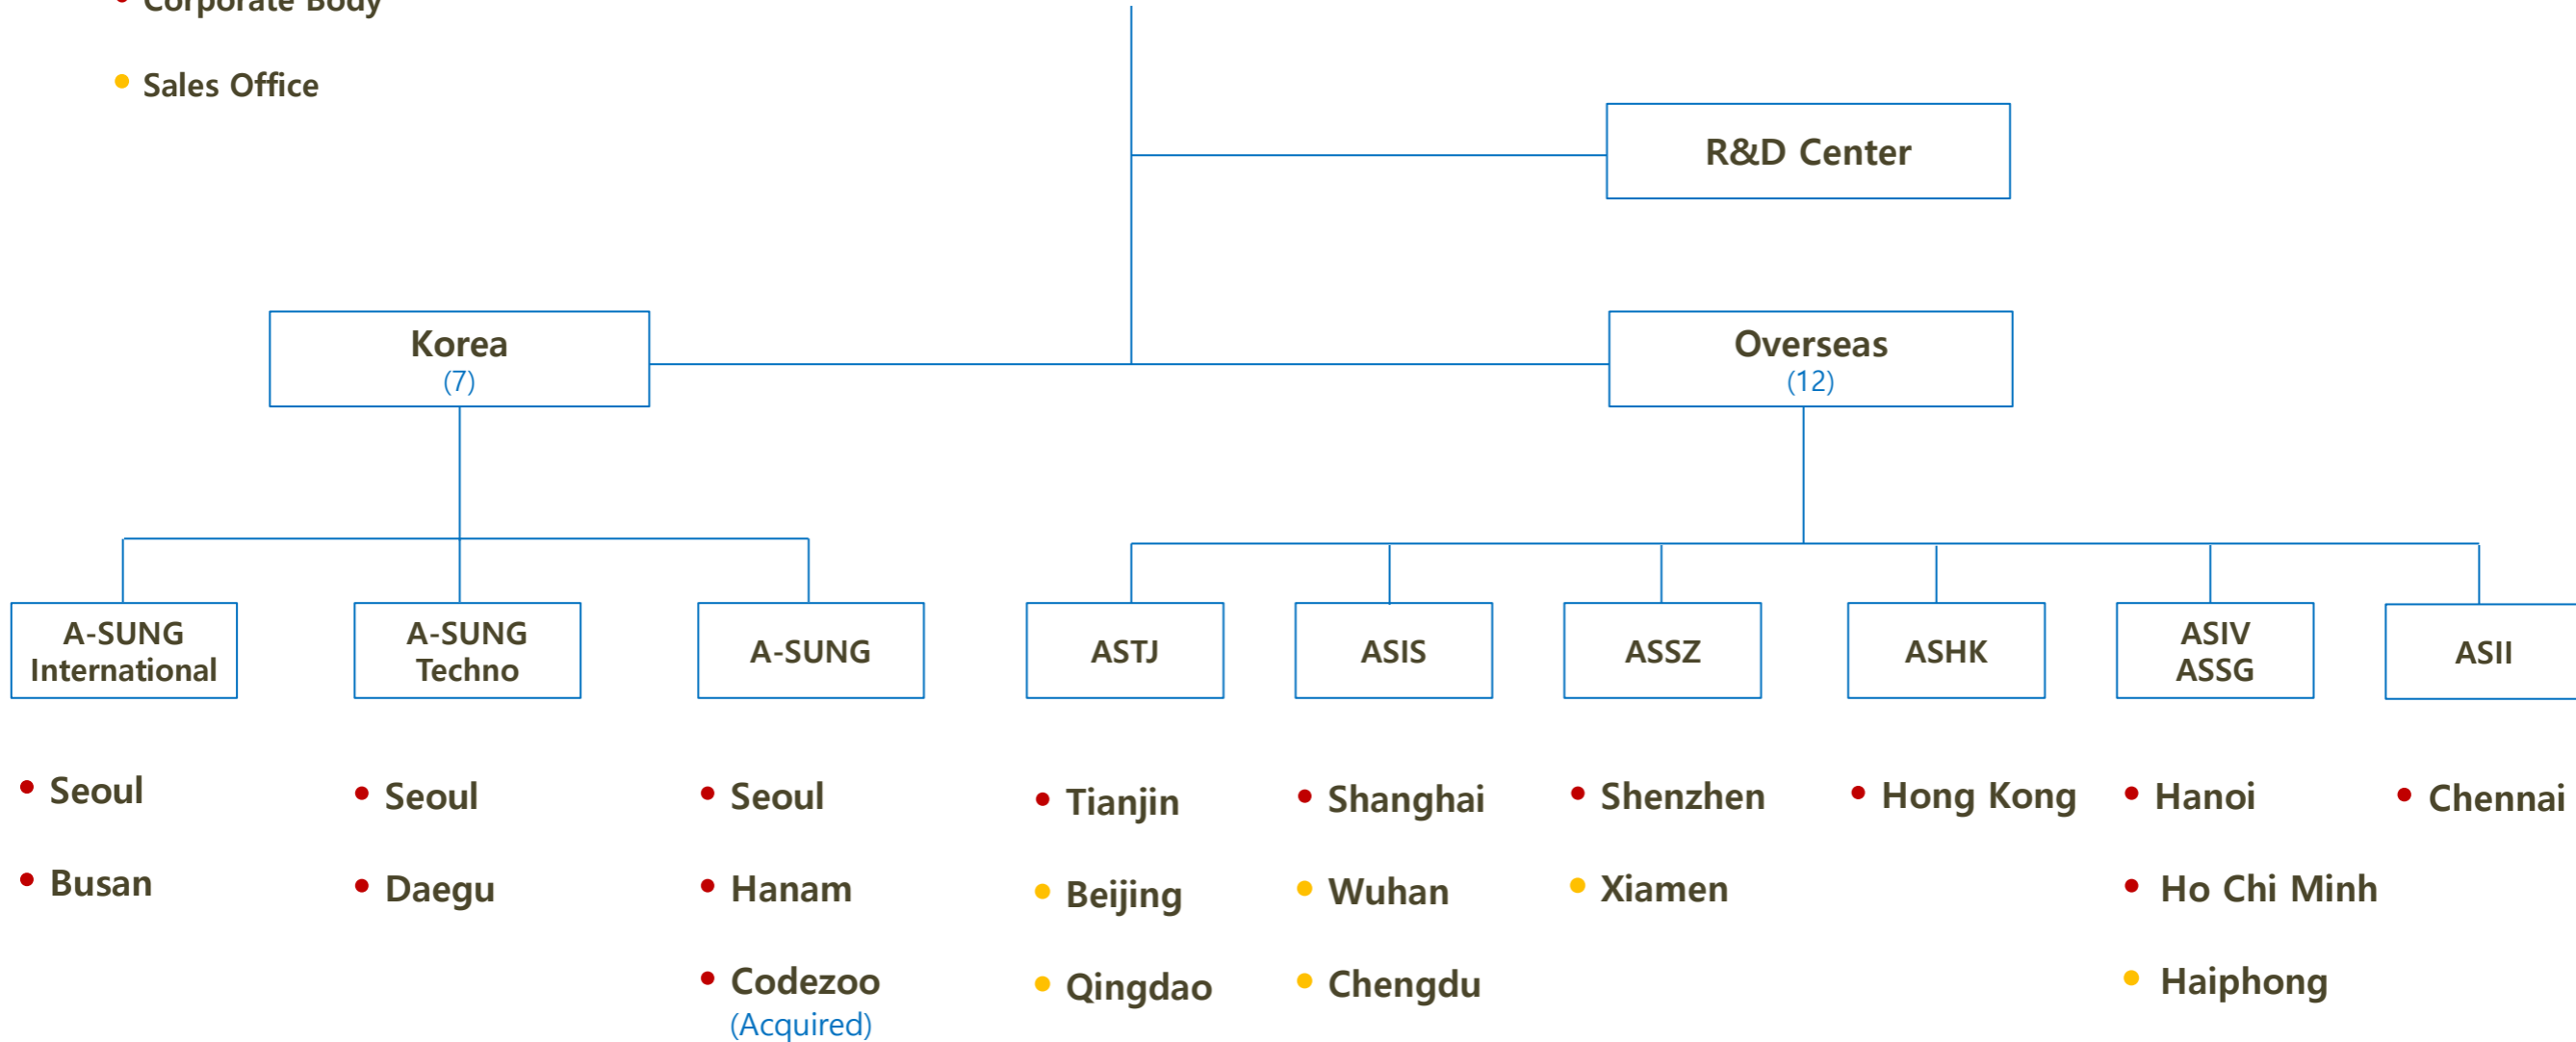 Corporate Body
Sales Office
R&D Center
Korea
(7)
Overseas
(12)
A-SUNG
International
A-SUNG
Techno
A-SUNG
ASTJ
ASIS
ASSZ
ASHK
ASIV
ASSG
ASII
Seoul
Busan
Seoul
Daegu
Seoul
Hanam
Codezoo
(Acquired)
Tianjin
Beijing
Qingdao
Shanghai
Wuhan
Chengdu
Shenzhen
Xiamen
Hong Kong
Hanoi
Ho Chi Minh
Haiphong
Chennai